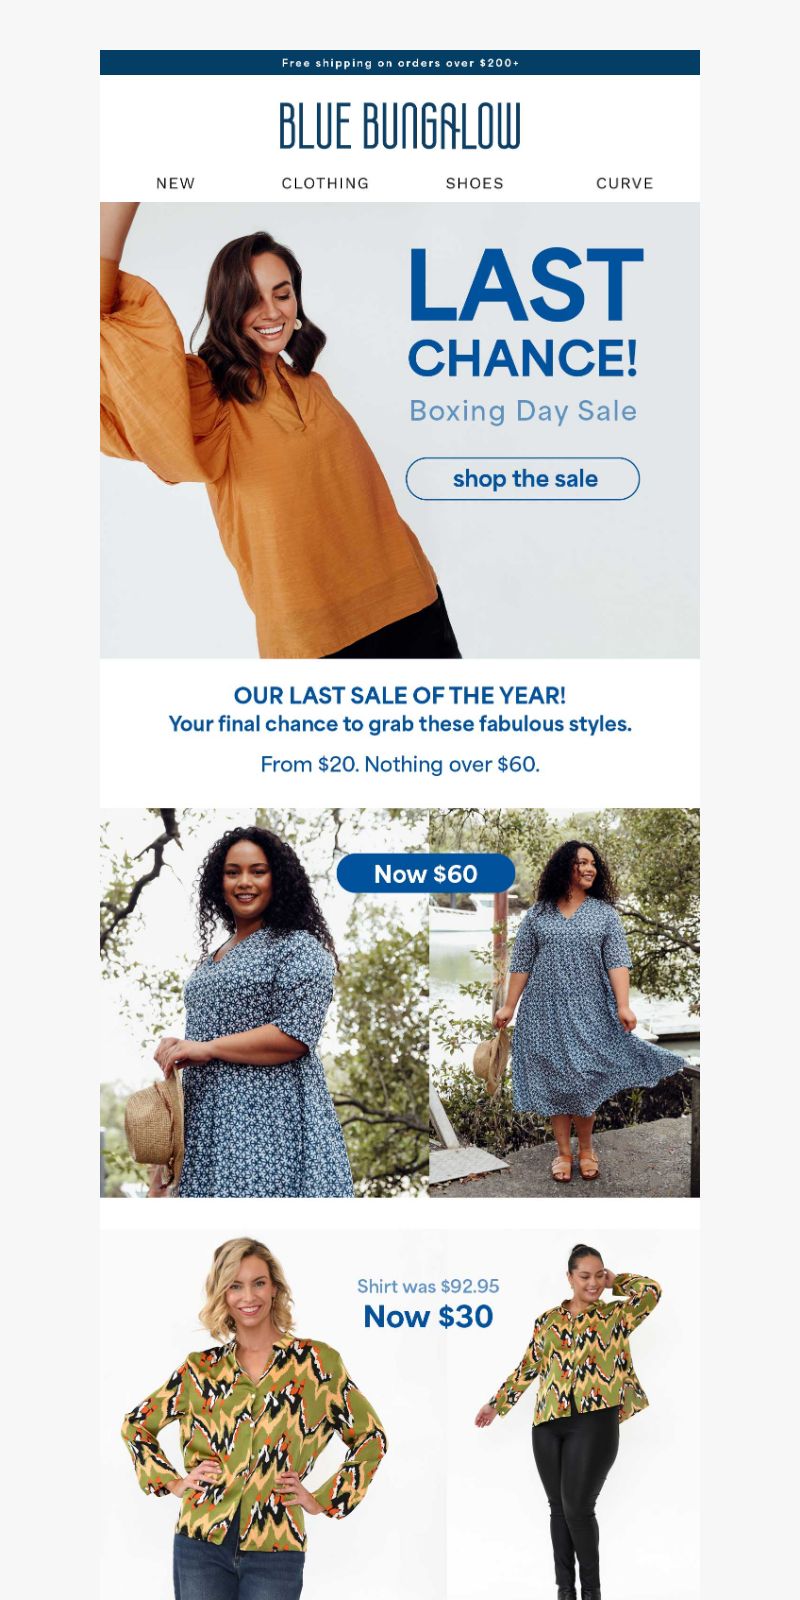 Free shipping on orders over $200+
BLUE BUNGALOW
NEW CLOTHING SHOES CURVE
LAST
CHANCE!
Boxing Day Sale
shop the sale
OUR LAST SALE OF THE YEAR!
Your final chance to grab these fabulous styles.
From $20. Nothing over $60.
Now $60
Shirt was $92.95
Now $30